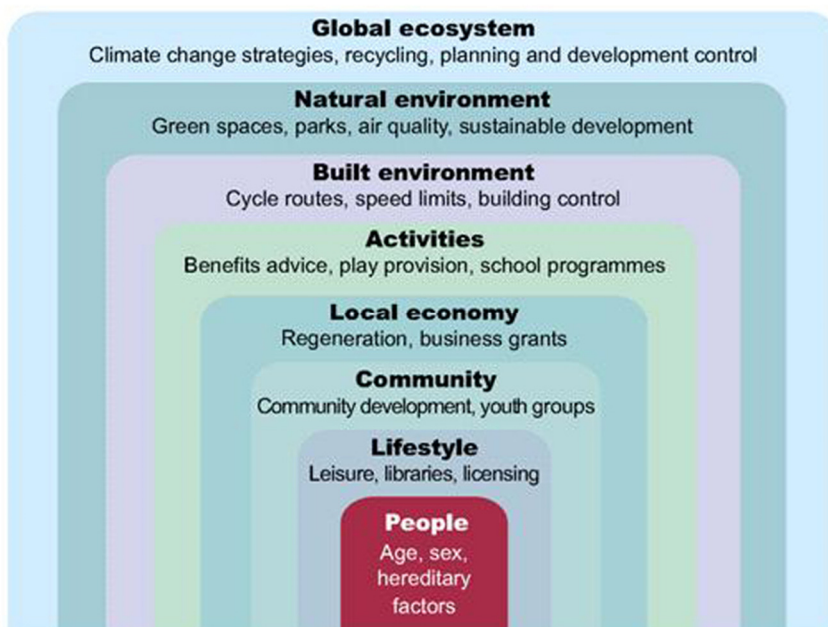 Global ecosystem
Climate change strategies, recycling, planning and development control
Natural environment
Green spaces, parks, air quality, sustainable development
Built environment
Cycle routes, speed limits, building control
Activities
Benefits advice, play provision, school programmes
Local economy
Regeneration, business grants
Community
Community development, youth groups
Lifestyle
Leisure, libraries, licensing
People
Age, sex,
hereditary
factors